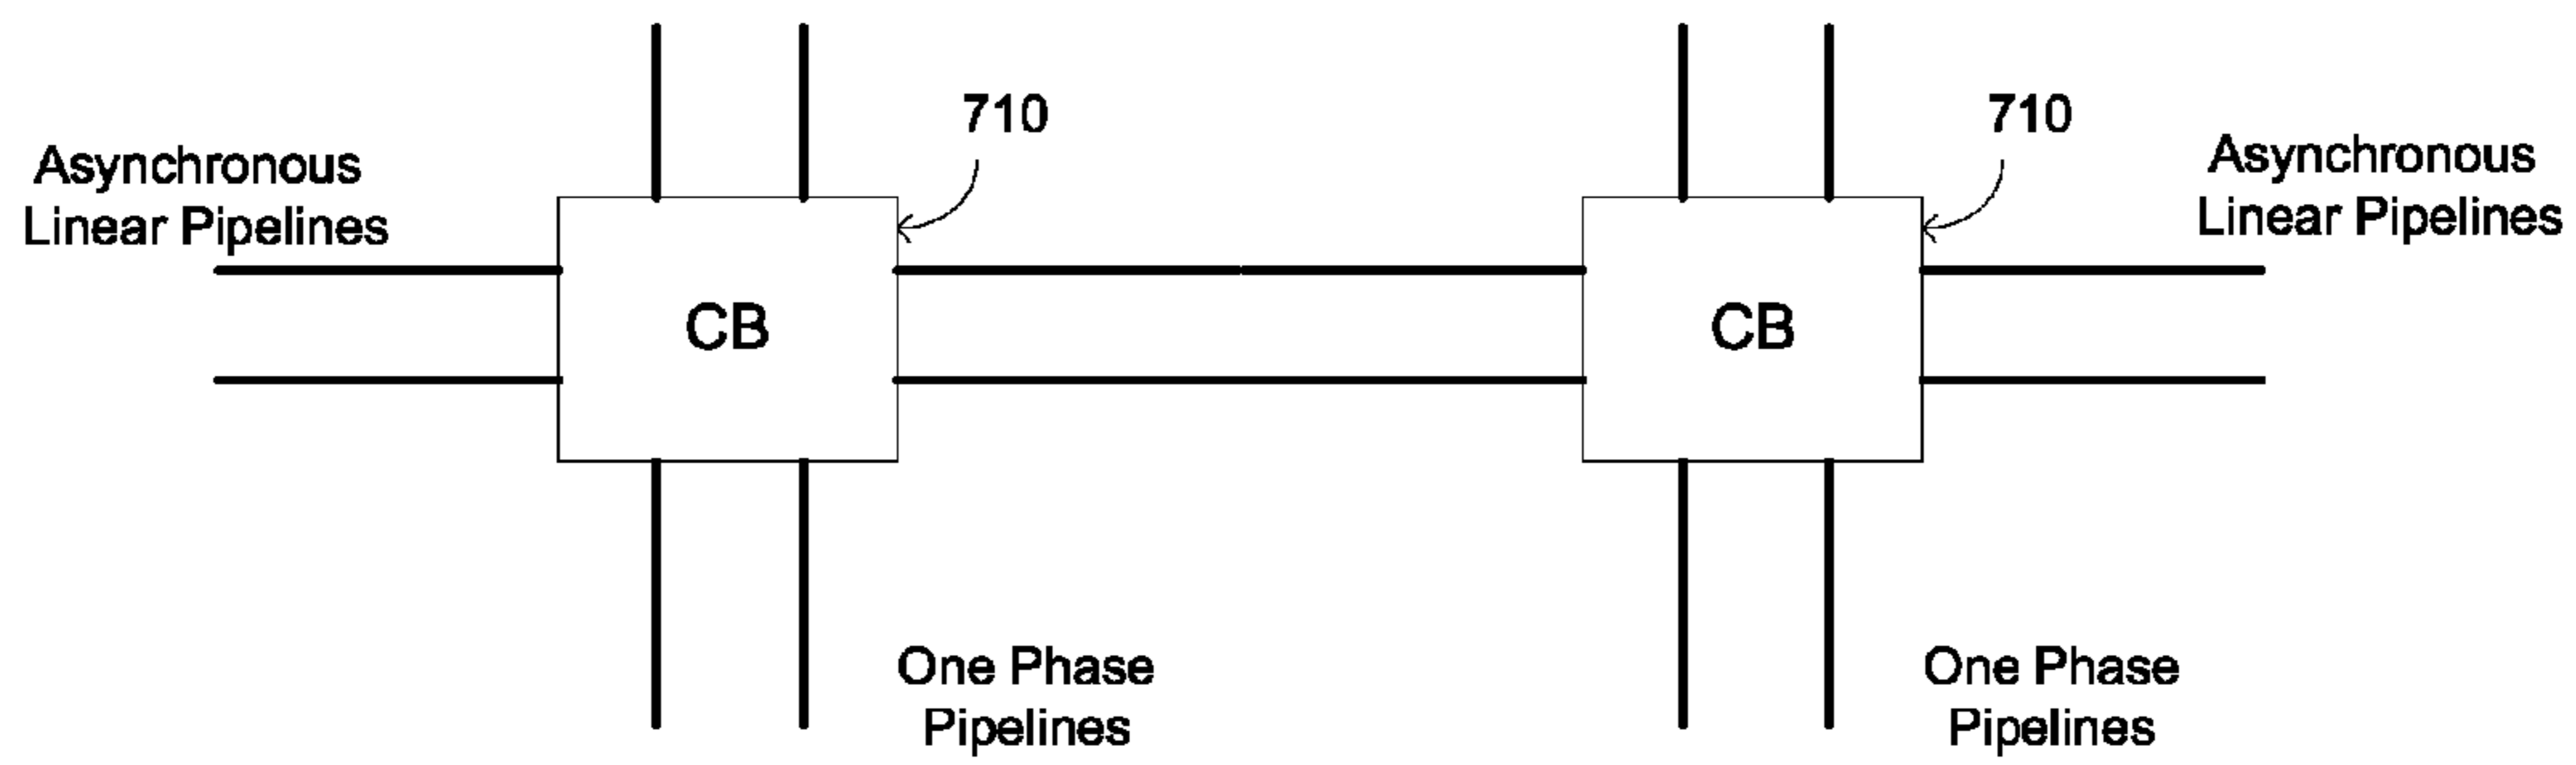 710
710
Asynchronous
Linear Pipelines
Asynchronous
Linear Pipelines
CB
CB
One Phase
Pipelines
One Phase
Pipelines